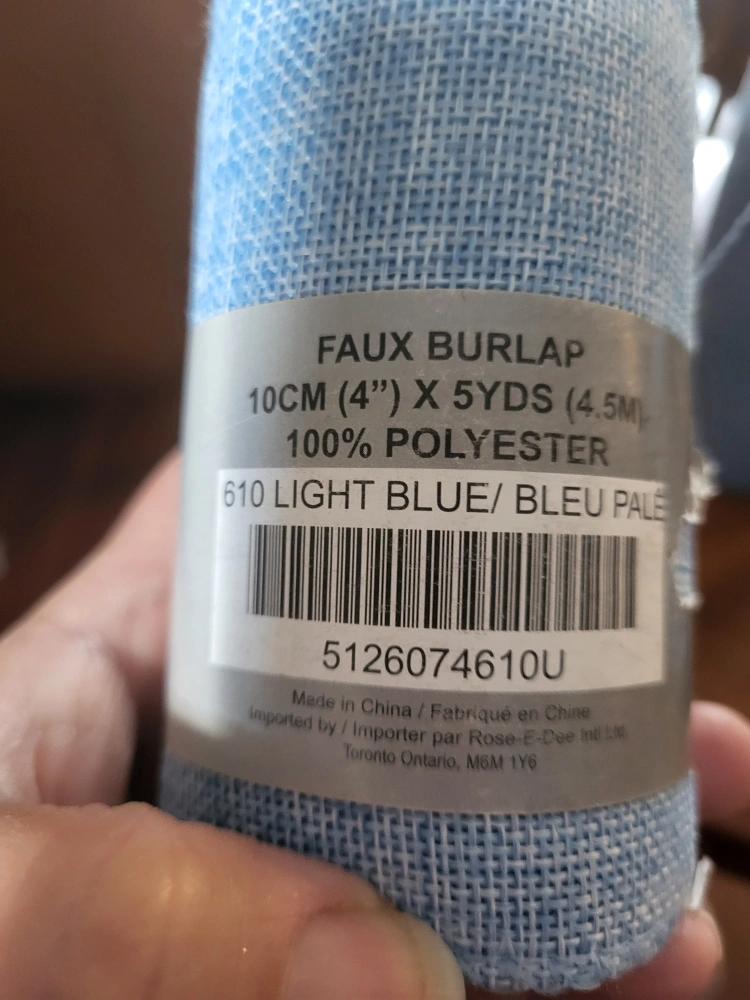 FAUX BURLAP
10CM (4”) X 5YDS (4.5M)
100% POLYESTER
610 LIGHT BLUE/ BLEU PALE
5126074610U
Made in China / Fabriqué en Chine
Imported by / Importer par Rose-E-Dee Intl Ltd.
Toronto Ontario, M6M 1Y6